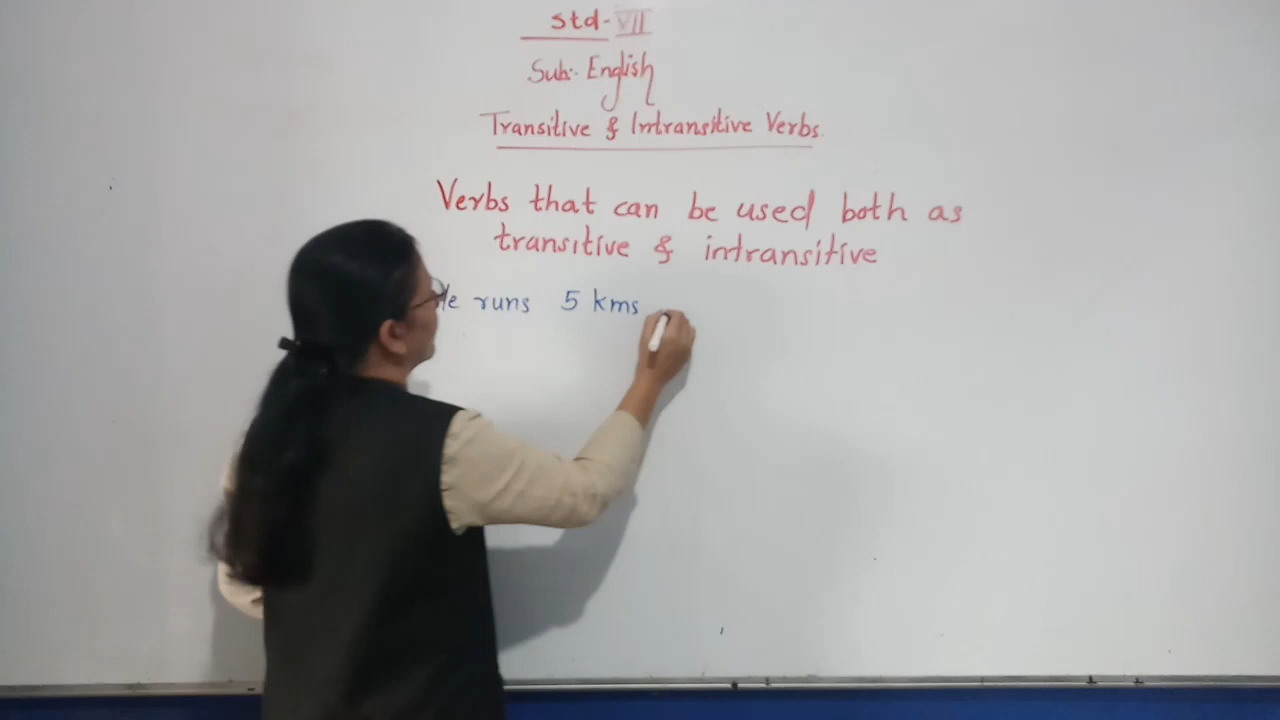 Std-VII
Sub:- English
Transitive & Intransitive Verbs.
Verbs that can be used both as
transitive & intransitive
runs 5 kms